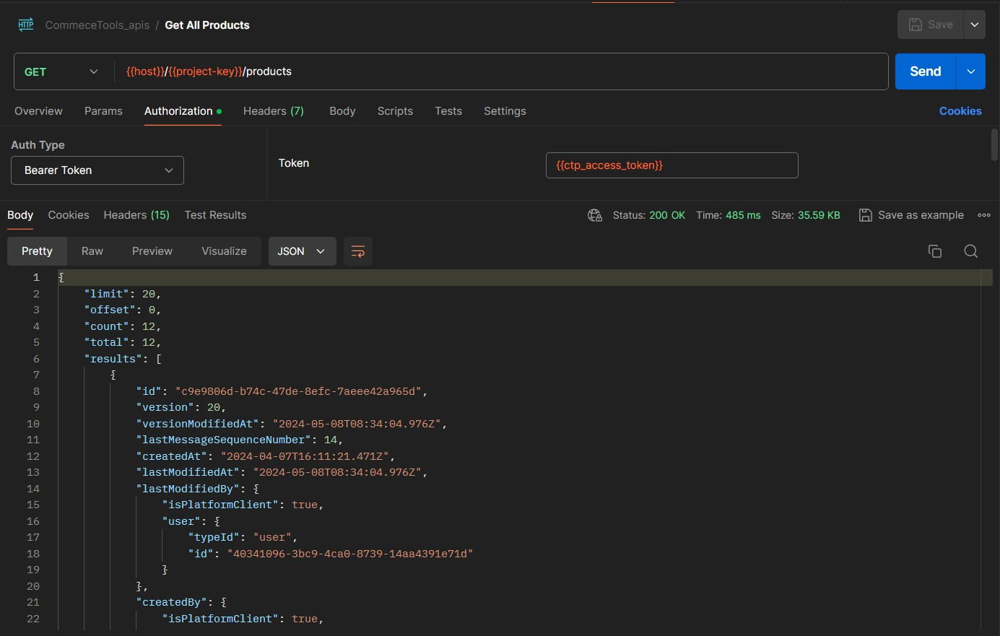 HTTP CommeceTools_apis / Get All Products Save
GET {{host}}/{{project-key}}/products Send
Overview Params Authorization Headers (7) Body Scripts Tests Settings Cookies
Auth Type
Bearer Token
Token {{ctp_access_token}}
Body Cookies Headers (15) Test Results Status: 200 OK Time: 485 ms Size: 35.59 KB Save as example
Pretty Raw Preview Visualize JSON
1 {
2 "limit": 20,
3 "offset": 0,
4 "count": 12,
5 "total": 12,
6 "results": [
7 {
8 "id": "c9e9806d-b74c-47de-8efc-7aeee42a965d",
9 "version": 20,
10 "versionModifiedAt": "2024-05-08T08:34:04.976Z",
11 "lastMessageSequenceNumber": 14,
12 "createdAt": "2024-04-07T16:11:21.471Z",
13 "lastModifiedAt": "2024-05-08T08:34:04.976Z",
14 "lastModifiedBy": {
15 "isPlatformClient": true,
16 "user": {
17 "typeId": "user",
18 "id": "40341096-3bc9-4ca0-8739-14aa4391e71d"
19 }
20 },
21 "createdBy": {
22 "isPlatformClient": true,